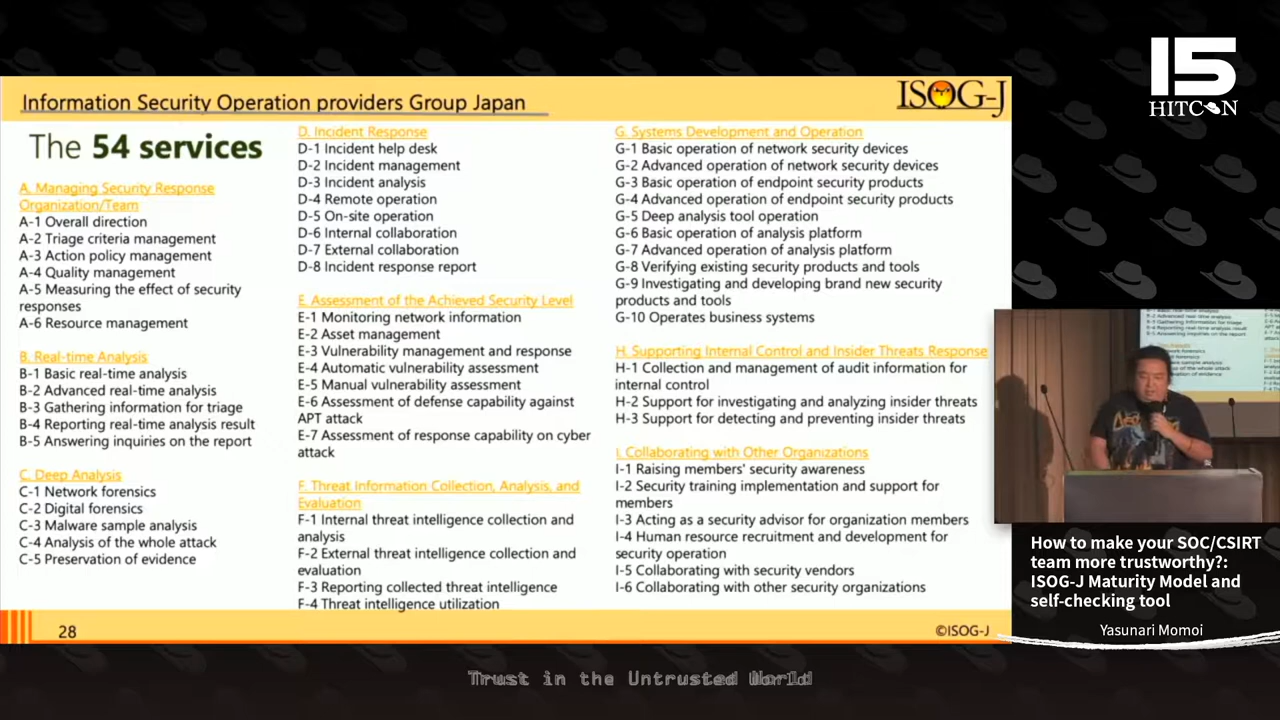 Information Security Operation providers Group Japan
ISOG-J
The 54 services
A. Managing Security Response
Organization/Team
A-1 Overall direction
A-2 Triage criteria management
A-3 Action policy management
A-4 Quality management
A-5 Measuring the effect of security
responses
A-6 Resource management
B. Real-time Analysis
B-1 Basic real-time analysis
B-2 Advanced real-time analysis
B-3 Gathering information for triage
B-4 Reporting real-time analysis result
B-5 Answering inquiries on the report
C. Deep Analysis
C-1 Network forensics
C-2 Digital forensics
C-3 Malware sample analysis
C-4 Analysis of the whole attack
C-5 Preservation of evidence
D. Incident Response
D-1 Incident help desk
D-2 Incident management
D-3 Incident analysis
D-4 Remote operation
D-5 On-site operation
D-6 Internal collaboration
D-7 External collaboration
D-8 Incident response report
E. Assessment of the Achieved Security Level
E-1 Monitoring network information
E-2 Asset management
E-3 Vulnerability management and response
E-4 Automatic vulnerability assessment
E-5 Manual vulnerability assessment
E-6 Assessment of defense capability against
APT attack
E-7 Assessment of response capability on cyber
attack
F. Threat Information Collection, Analysis, and
Evaluation
F-1 Internal threat intelligence collection and
analysis
F-2 External threat intelligence collection and
evaluation
F-3 Reporting collected threat intelligence
F-4 Threat intelligence utilization
G. Systems Development and Operation
G-1 Basic operation of network security devices
G-2 Advanced operation of network security devices
G-3 Basic operation of endpoint security products
G-4 Advanced operation of endpoint security products
G-5 Deep analysis tool operation
G-6 Basic operation of analysis platform
G-7 Advanced operation of analysis platform
G-8 Verifying existing security products and tools
G-9 Investigating and developing brand new security
products and tools
G-10 Operates business systems
H. Supporting Internal Control and Insider Threats Response
H-1 Collection and management of audit information for
internal control
H-2 Support for investigating and analyzing insider threats
H-3 Support for detecting and preventing insider threats
I. Collaborating with Other Organizations
I-1 Raising members' security awareness
I-2 Security training implementation and support for
members
I-3 Acting as a security advisor for organization members
I-4 Human resource recruitment and development for
security operation
I-5 Collaborating with security vendors
I-6 Collaborating with other security organizations
28
©ISOG-J
15
HITCON
How to make your SOC/CSIRT
team more trustworthy?:
ISOG-J Maturity Model and
self-checking tool
Yasunari Momoi
Trust in the Untrusted World